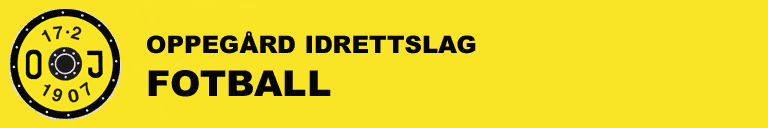 17·2
O J
1907
OPPEGÅRD IDRETTSLAG
FOTBALL